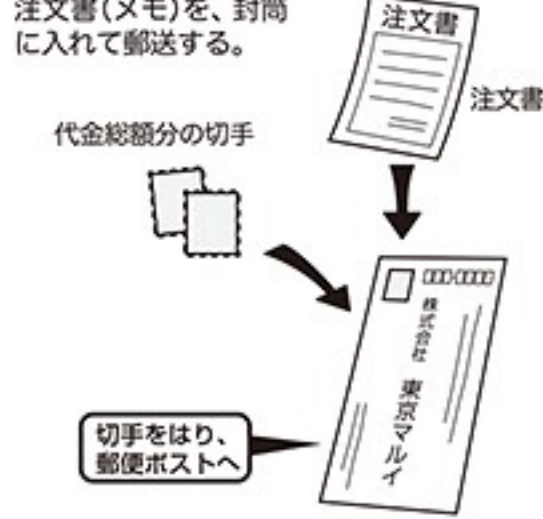 注文書(メモ)を、封筒
に入れて郵送する。
注文書
注文書
代金総額分の切手
株式会社 東京マルイ
切手をはり、
郵便ポストへ